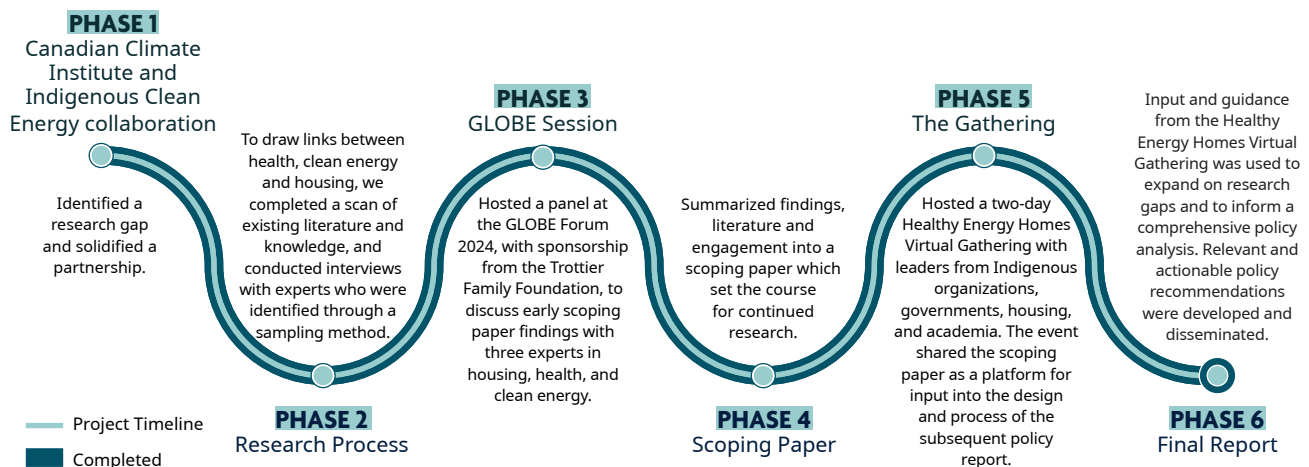 PHASE 1
Canadian Climate
Institute and
Indigenous Clean
Energy collaboration
Identified a
research gap
and solidified a
partnership.
To draw links between
health, clean energy
and housing, we
completed a scan of
existing literature and
knowledge, and
conducted interviews
with experts who were
identified through a
sampling method.
PHASE 2
Research Process
PHASE 3
GLOBE Session
Hosted a panel at
the GLOBE Forum
2024, with sponsorship
from the Trottier
Family Foundation, to
discuss early scoping
paper findings with
three experts in
housing, health, and
clean energy.
Summarized findings,
literature and
engagement into a
scoping paper which
set the course
for continued
research.
PHASE 4
Scoping Paper
PHASE 5
The Gathering
Hosted a two-day
Healthy Energy Homes
Virtual Gathering with
leaders from Indigenous
organizations,
governments, housing,
and academia. The event
shared the scoping
paper as a platform for
input into the design
and process of the
subsequent policy
report.
Input and guidance
from the Healthy
Energy Homes Virtual
Gathering was used to
expand on research
gaps and to inform a
comprehensive policy
analysis. Relevant and
actionable policy
recommendations
were developed and
disseminated.
PHASE 6
Final Report
Project Timeline
Completed